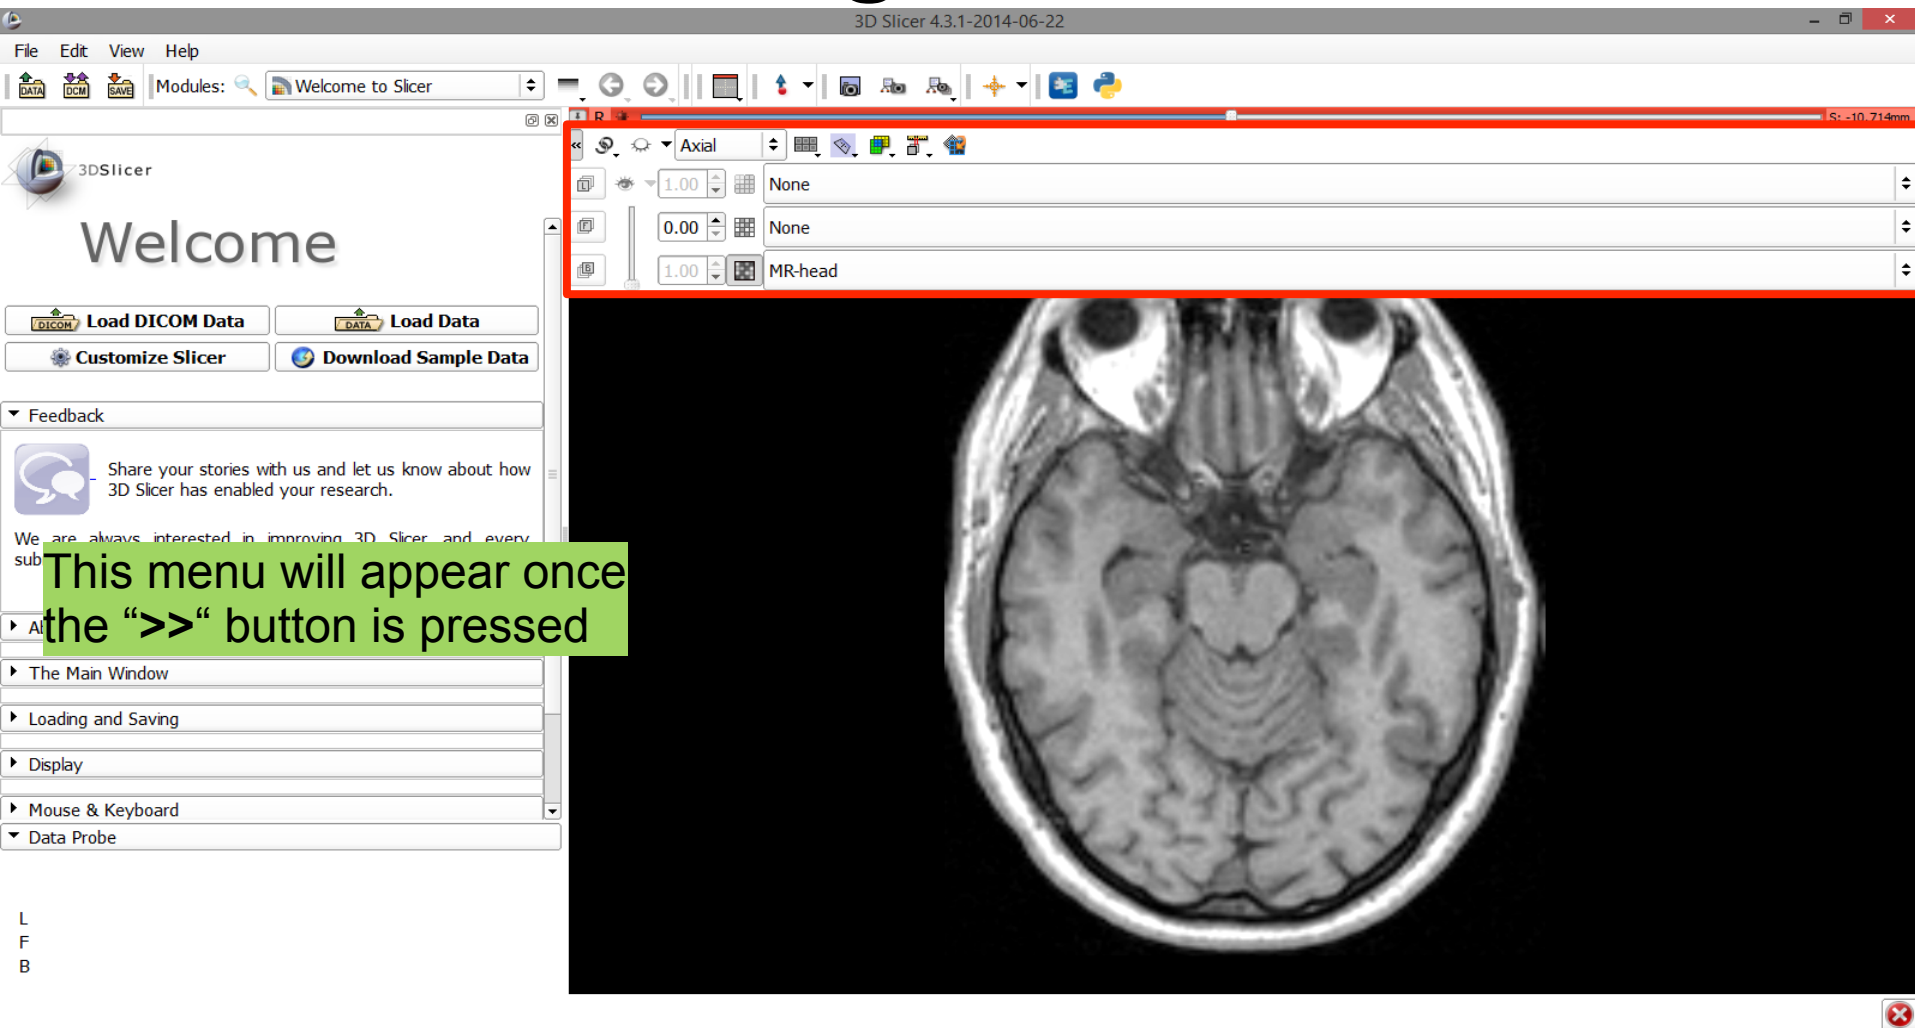 3D Slicer 4.3.1-2014-06-22
File Edit View Help
DATA DCM SAVE Modules: Welcome to Slicer
R S: -10.714mm
3DSlicer
Axial
L 1.00 None
F 0.00 None
B 1.00 MR-head
Welcome
DICOM Load DICOM Data DATA Load Data
Customize Slicer Download Sample Data
Feedback
Share your stories with us and let us know about how
3D Slicer has enabled your research.
We are always interested in improving 3D Slicer and every
sub
This menu will appear once
the “>>“ button is pressed
The Main Window
Loading and Saving
Display
Mouse & Keyboard
Data Probe
L
F
B